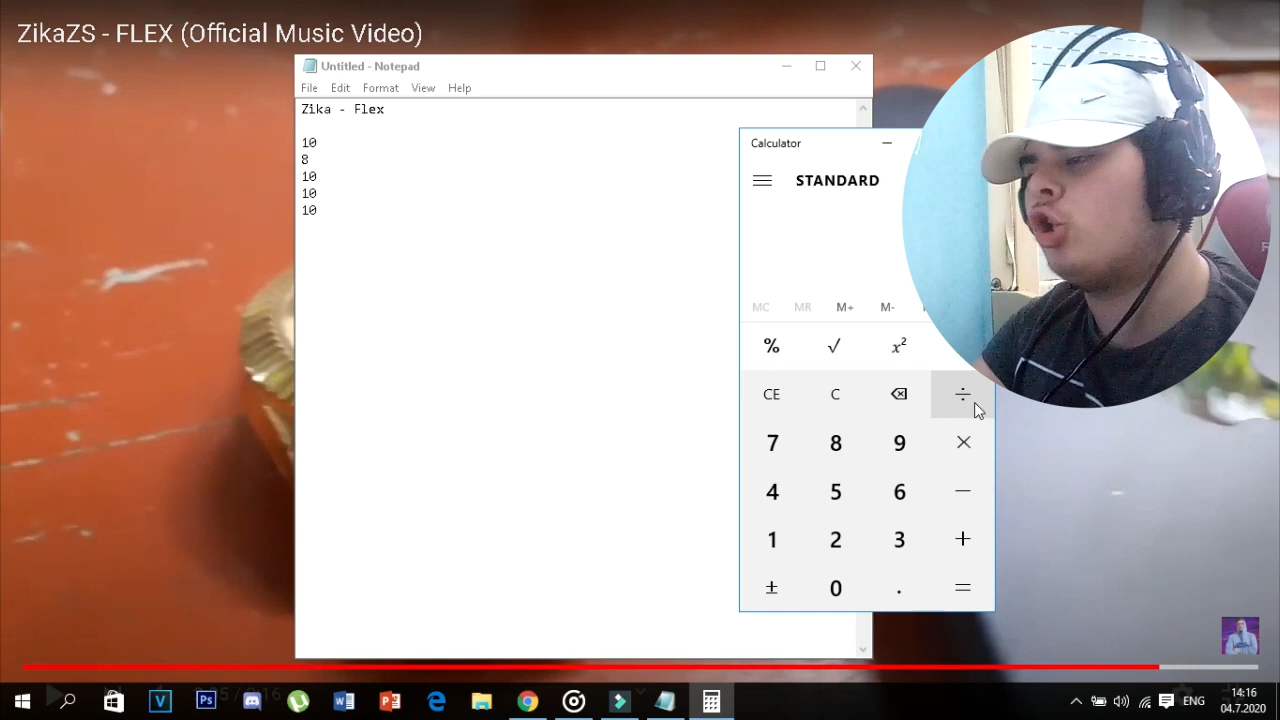 ZikaZS - FLEX (Official Music Video)
Untitled - Notepad
File Edit Format View Help
Zika - Flex
10
8
10
10
10
Calculator
STANDARD
MC MR M+ M-
% √ x²
CE C ÷
7 8 9 ×
4 5 6 −
1 2 3 +
± 0 . =
ENG
14:16
04.7.2020